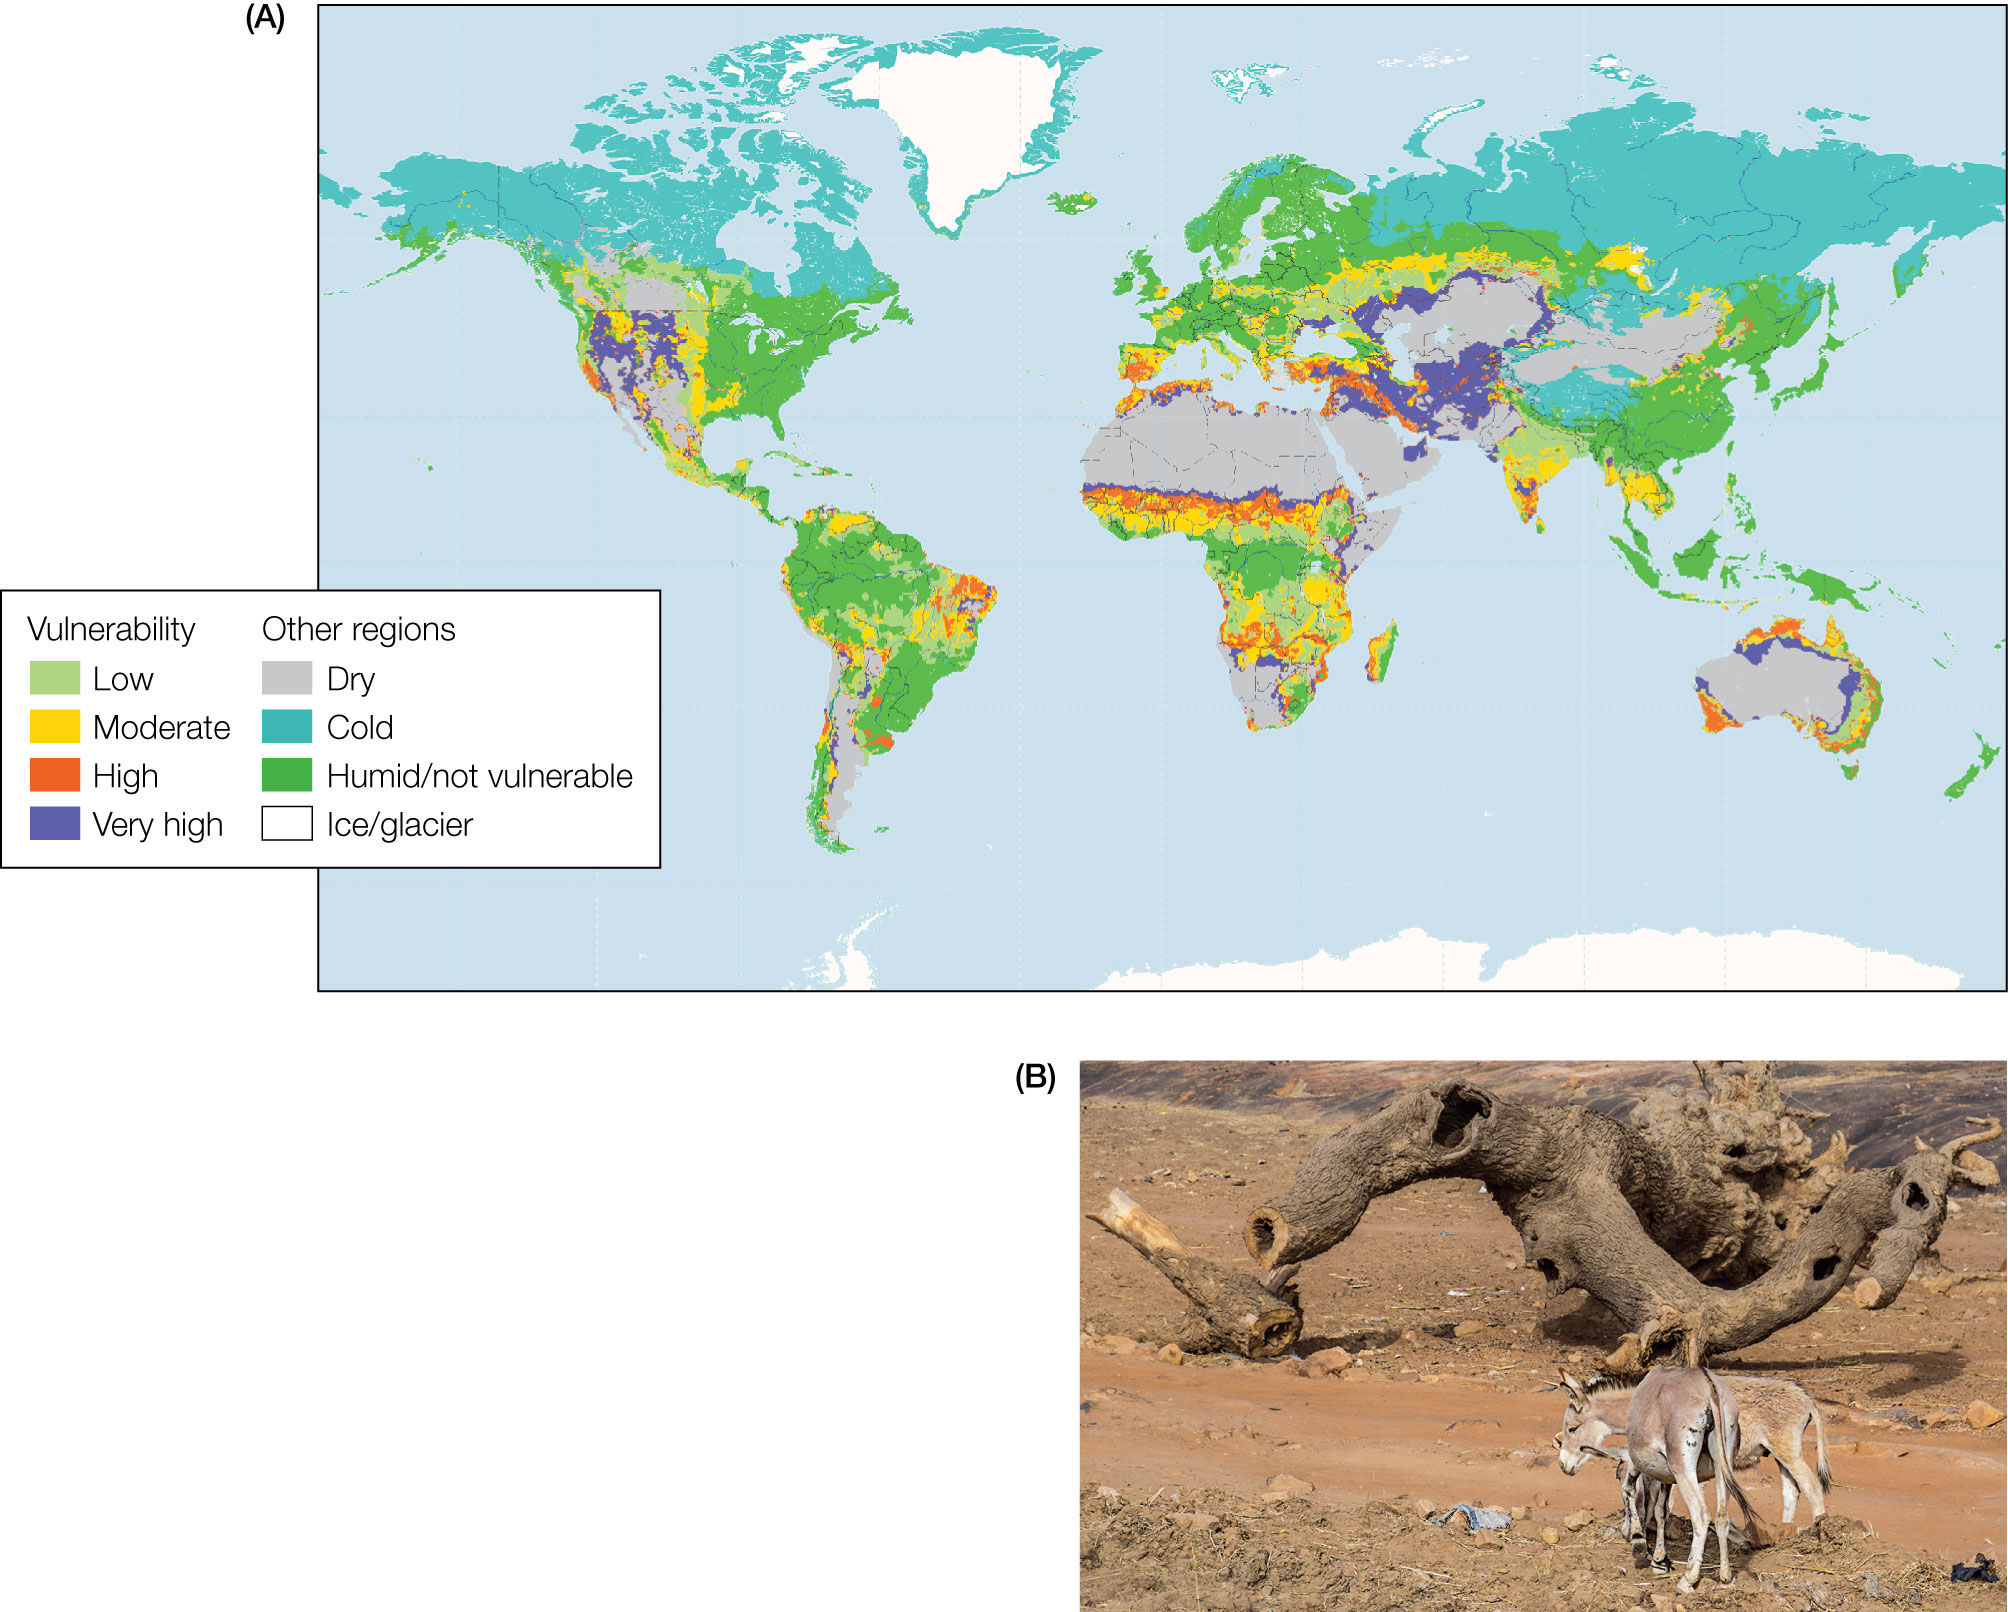 (A)
Vulnerability
Low
Moderate
High
Very high
Other regions
Dry
Cold
Humid/not vulnerable
Ice/glacier
(B)